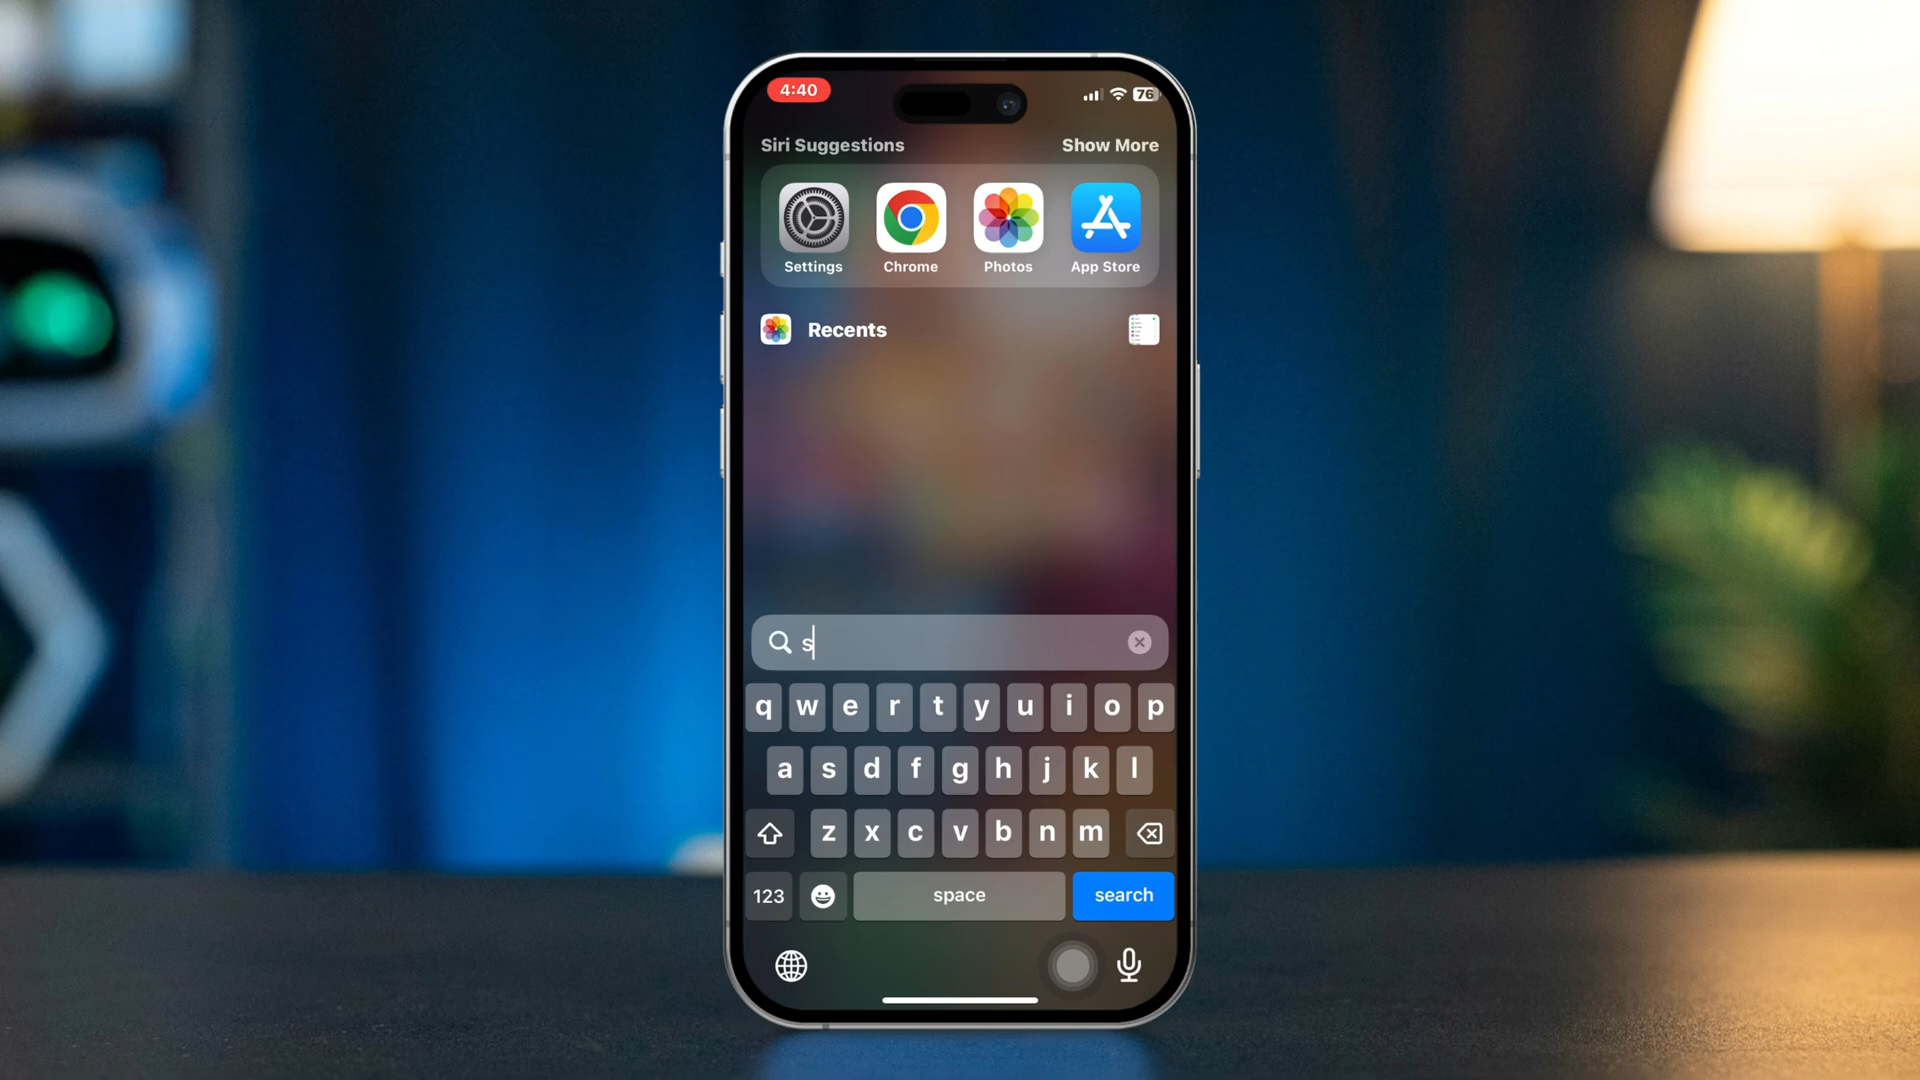 4:40
76
Siri Suggestions Show More
Settings Chrome Photos App Store
Recents
s
q w e r t y u i o p
a s d f g h j k l
z x c v b n m
123 space search